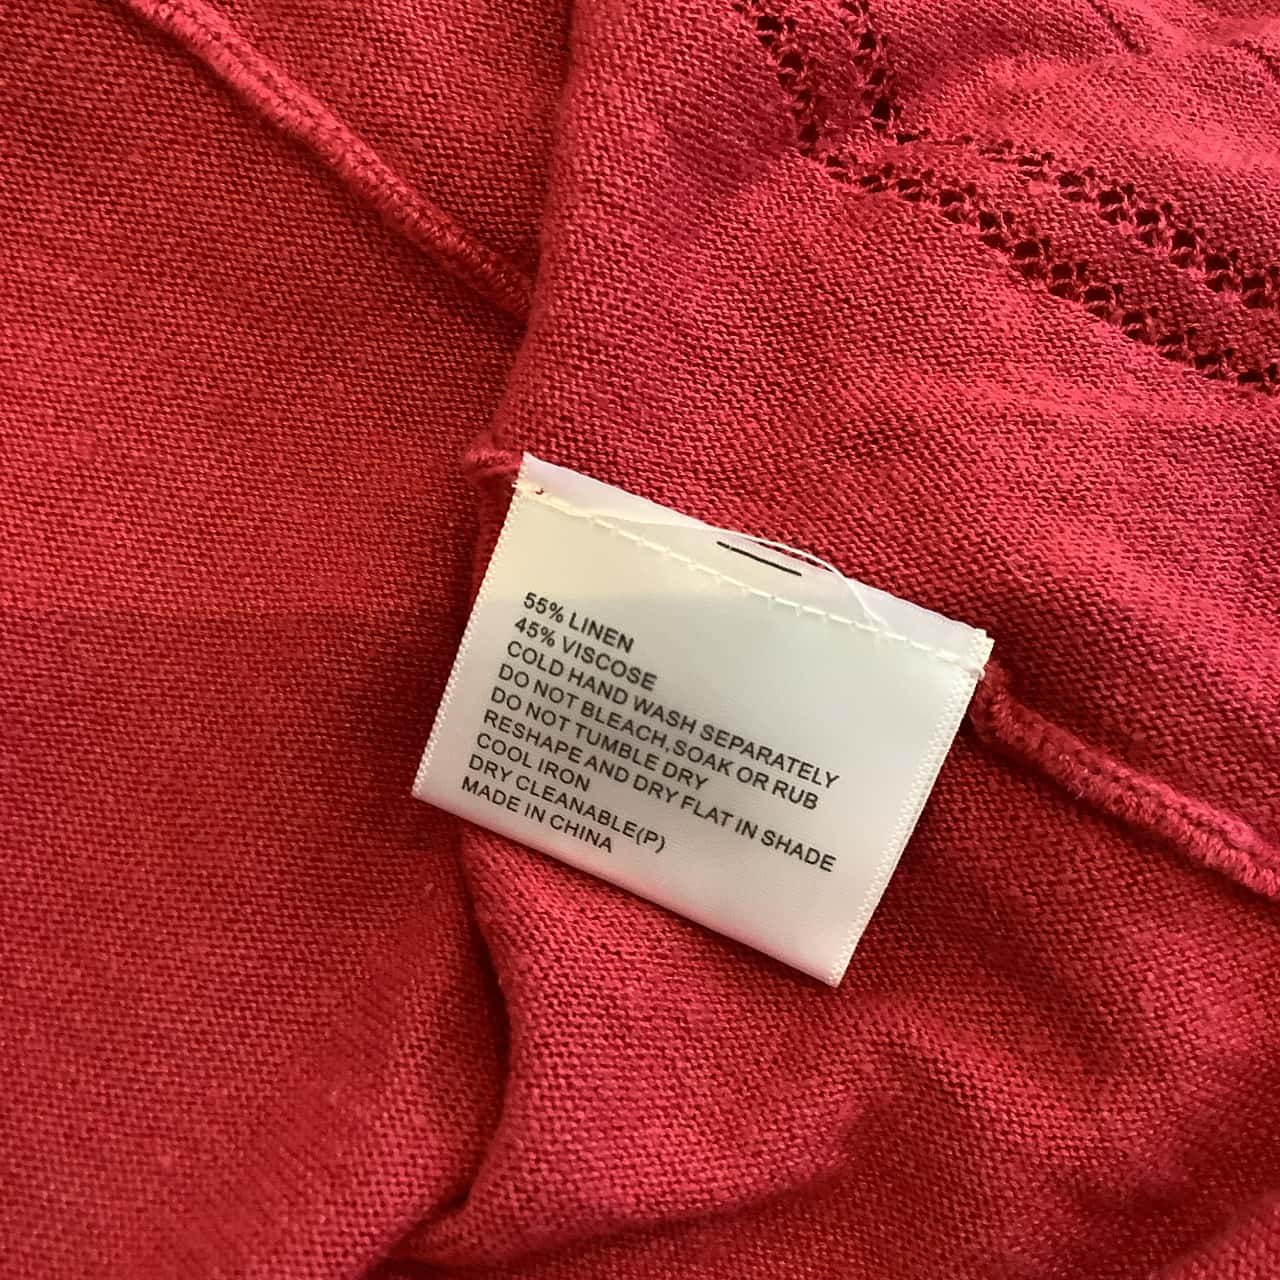 55% LINEN
45% VISCOSE
COLD HAND WASH SEPARATELY
DO NOT BLEACH,SOAK OR RUB
DO NOT TUMBLE DRY
RESHAPE AND DRY FLAT IN SHADE
COOL IRON
DRY CLEANABLE(P)
MADE IN CHINA